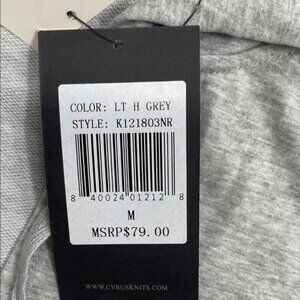 COLOR: LT H GREY
STYLE: K121803NR
8 40024 01212 8
M
MSRP$79.00
WWW.CYRUSKNITS.COM